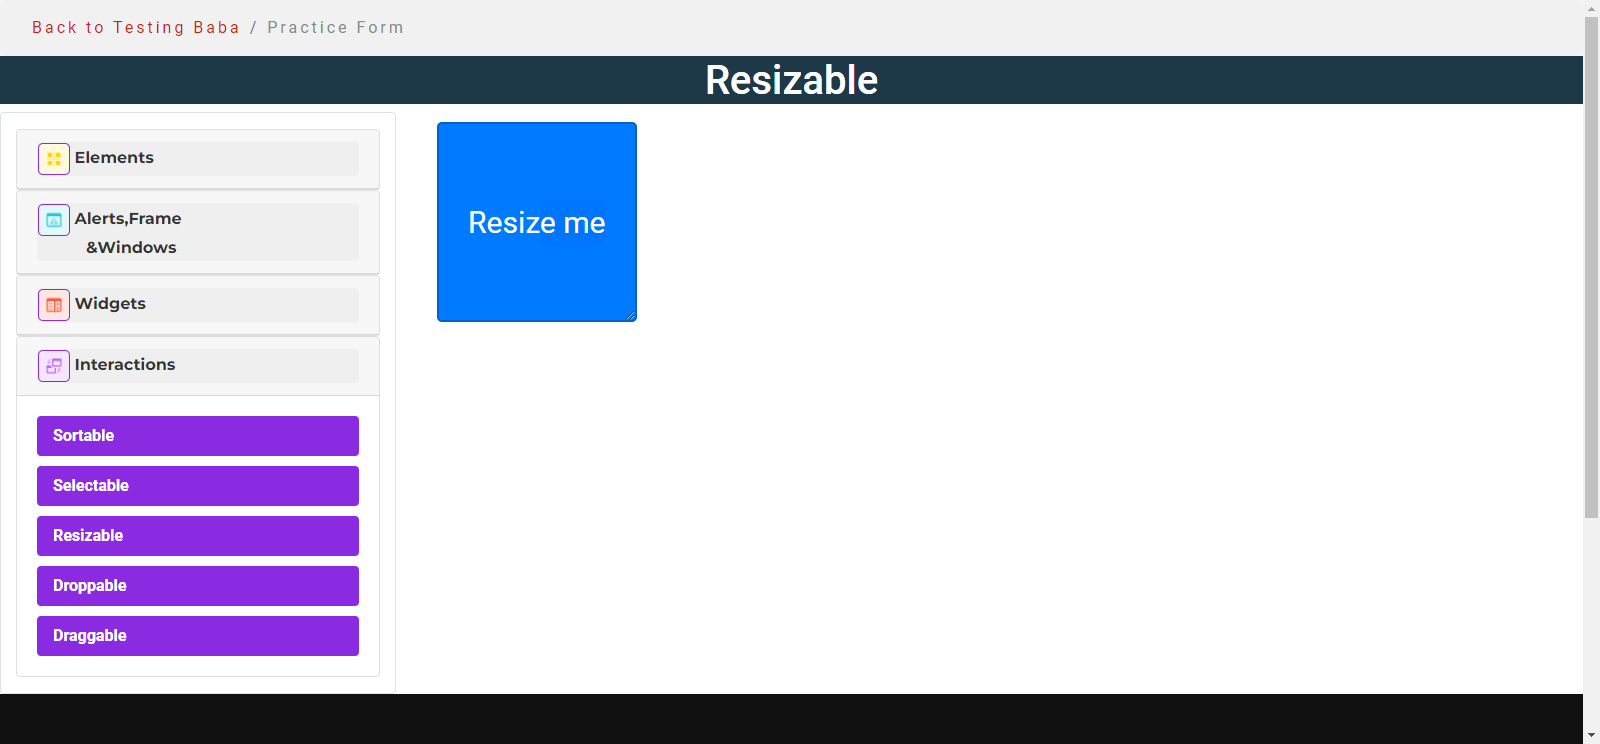 Back to Testing Baba / Practice Form
Resizable
Elements
Alerts,Frame
&Windows
Widgets
Interactions
Sortable
Selectable
Resizable
Droppable
Draggable
Resize me